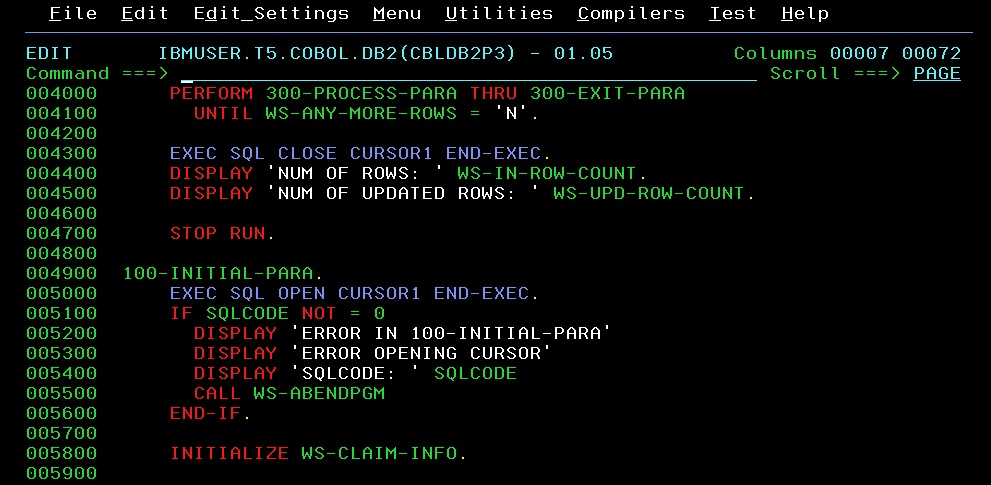 File Edit Edit_Settings Menu Utilities Compilers Test Help
EDIT IBMUSER.T5.COBOL.DB2(CBLDB2P3) - 01.05 Columns 00007 00072
Command ===> Scroll ===> PAGE
004000 PERFORM 300-PROCESS-PARA THRU 300-EXIT-PARA
004100 UNTIL WS-ANY-MORE-ROWS = 'N'.
004200
004300 EXEC SQL CLOSE CURSOR1 END-EXEC.
004400 DISPLAY 'NUM OF ROWS: ' WS-IN-ROW-COUNT.
004500 DISPLAY 'NUM OF UPDATED ROWS: ' WS-UPD-ROW-COUNT.
004600
004700 STOP RUN.
004800
004900 100-INITIAL-PARA.
005000 EXEC SQL OPEN CURSOR1 END-EXEC.
005100 IF SQLCODE NOT = 0
005200 DISPLAY 'ERROR IN 100-INITIAL-PARA'
005300 DISPLAY 'ERROR OPENING CURSOR'
005400 DISPLAY 'SQLCODE: ' SQLCODE
005500 CALL WS-ABENDPGM
005600 END-IF.
005700
005800 INITIALIZE WS-CLAIM-INFO.
005900